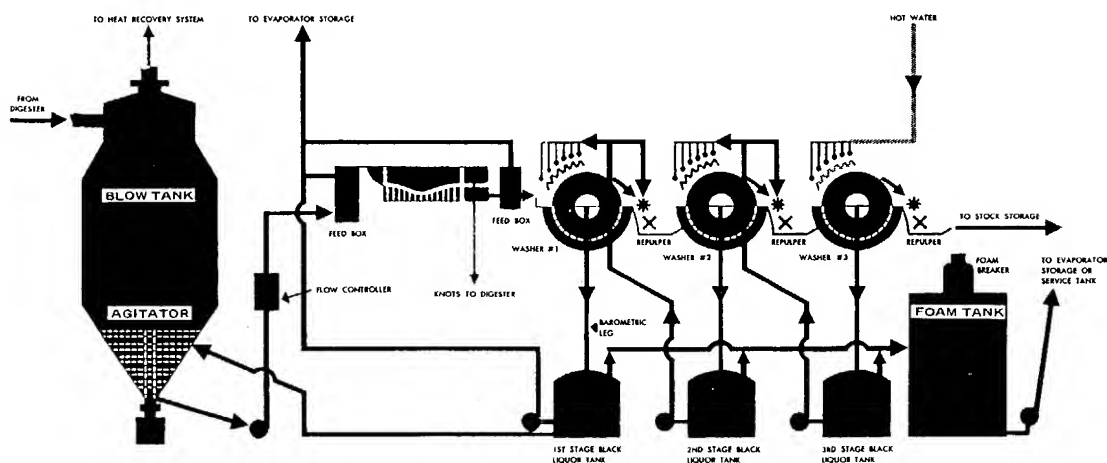 TO HEAT RECOVERY SYSTEM
TO EVAPORATOR STORAGE
HOT WATER
FROM
DIGESTER
BLOW TANK
FEED BOX
FEED BOX
WASHER #1
REPULPER
WASHER #2
REPULPER
WASHER #3
REPULPER
TO STOCK STORAGE
FOAM
BREAKER
TO EVAPORATOR
STORAGE OR
SERVICE TANK
FLOW CONTROLLER
KNOTS TO DIGESTER
AGITATOR
BAROMETRIC
LEG
FOAM TANK
1ST STAGE BLACK
LIQUOR TANK
2ND STAGE BLACK
LIQUOR TANK
3RD STAGE BLACK
LIQUOR TANK